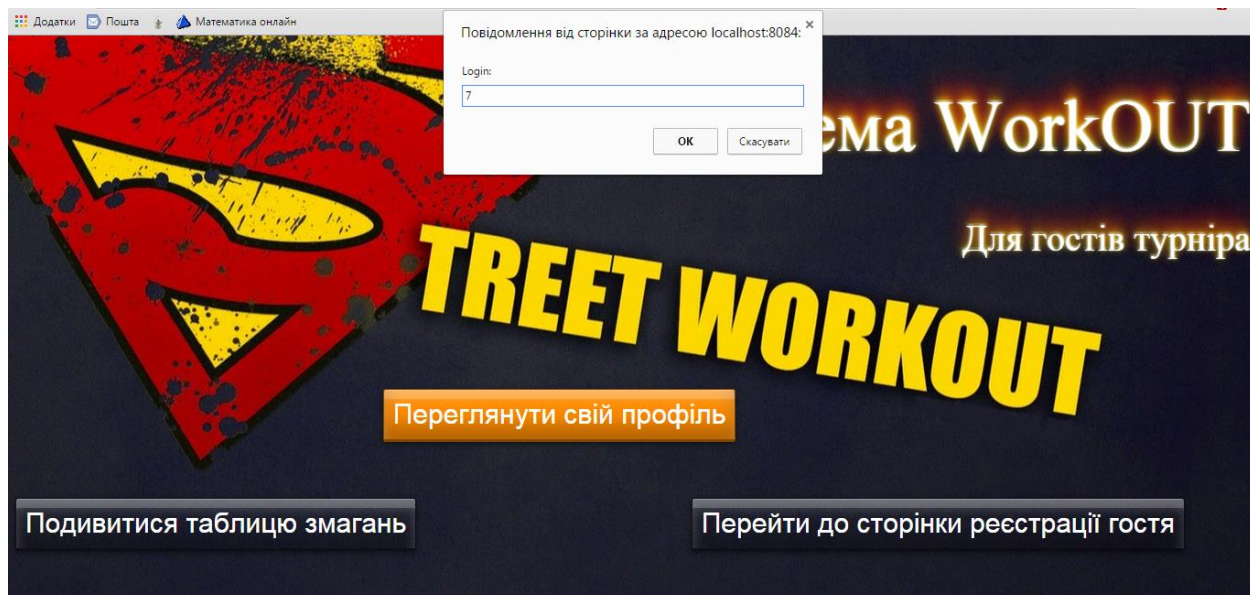 Додатки Пошта Математика онлайн
Повідомлення від сторінки за адресою localhost:8084:
Login:
7
OK Скасувати
ема WorkOUT
Для гостів турніра
TREET WORKOUT
Переглянути свій профіль
Подивитися таблицю змагань
Перейти до сторінки реєстрації гостя